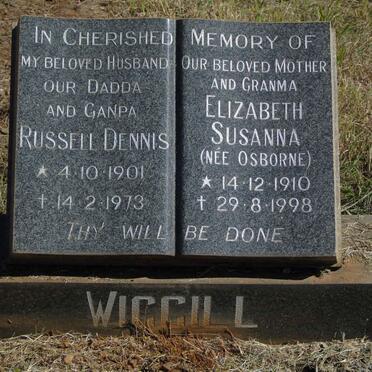 In Cherished
my beloved Husband
our Dadda
and Ganpa
Russell Dennis
* 4·10·1901
† 14·2·1973
Memory of
Our beloved Mother
and Granma
Elizabeth
Susanna
(née Osborne)
* 14·12·1910
† 29·8·1998
Thy will be done
Wiggill